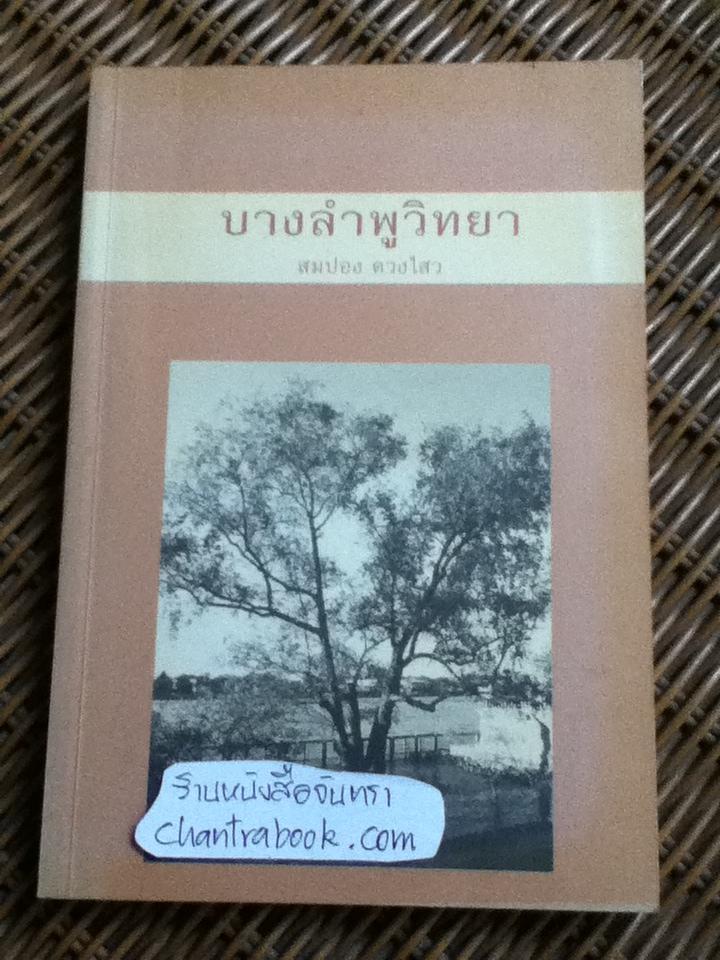 บางลำพูวิทยา
สมปอง ดวงไสว
ร้านหนังสือจันทรา
chantrabook.com